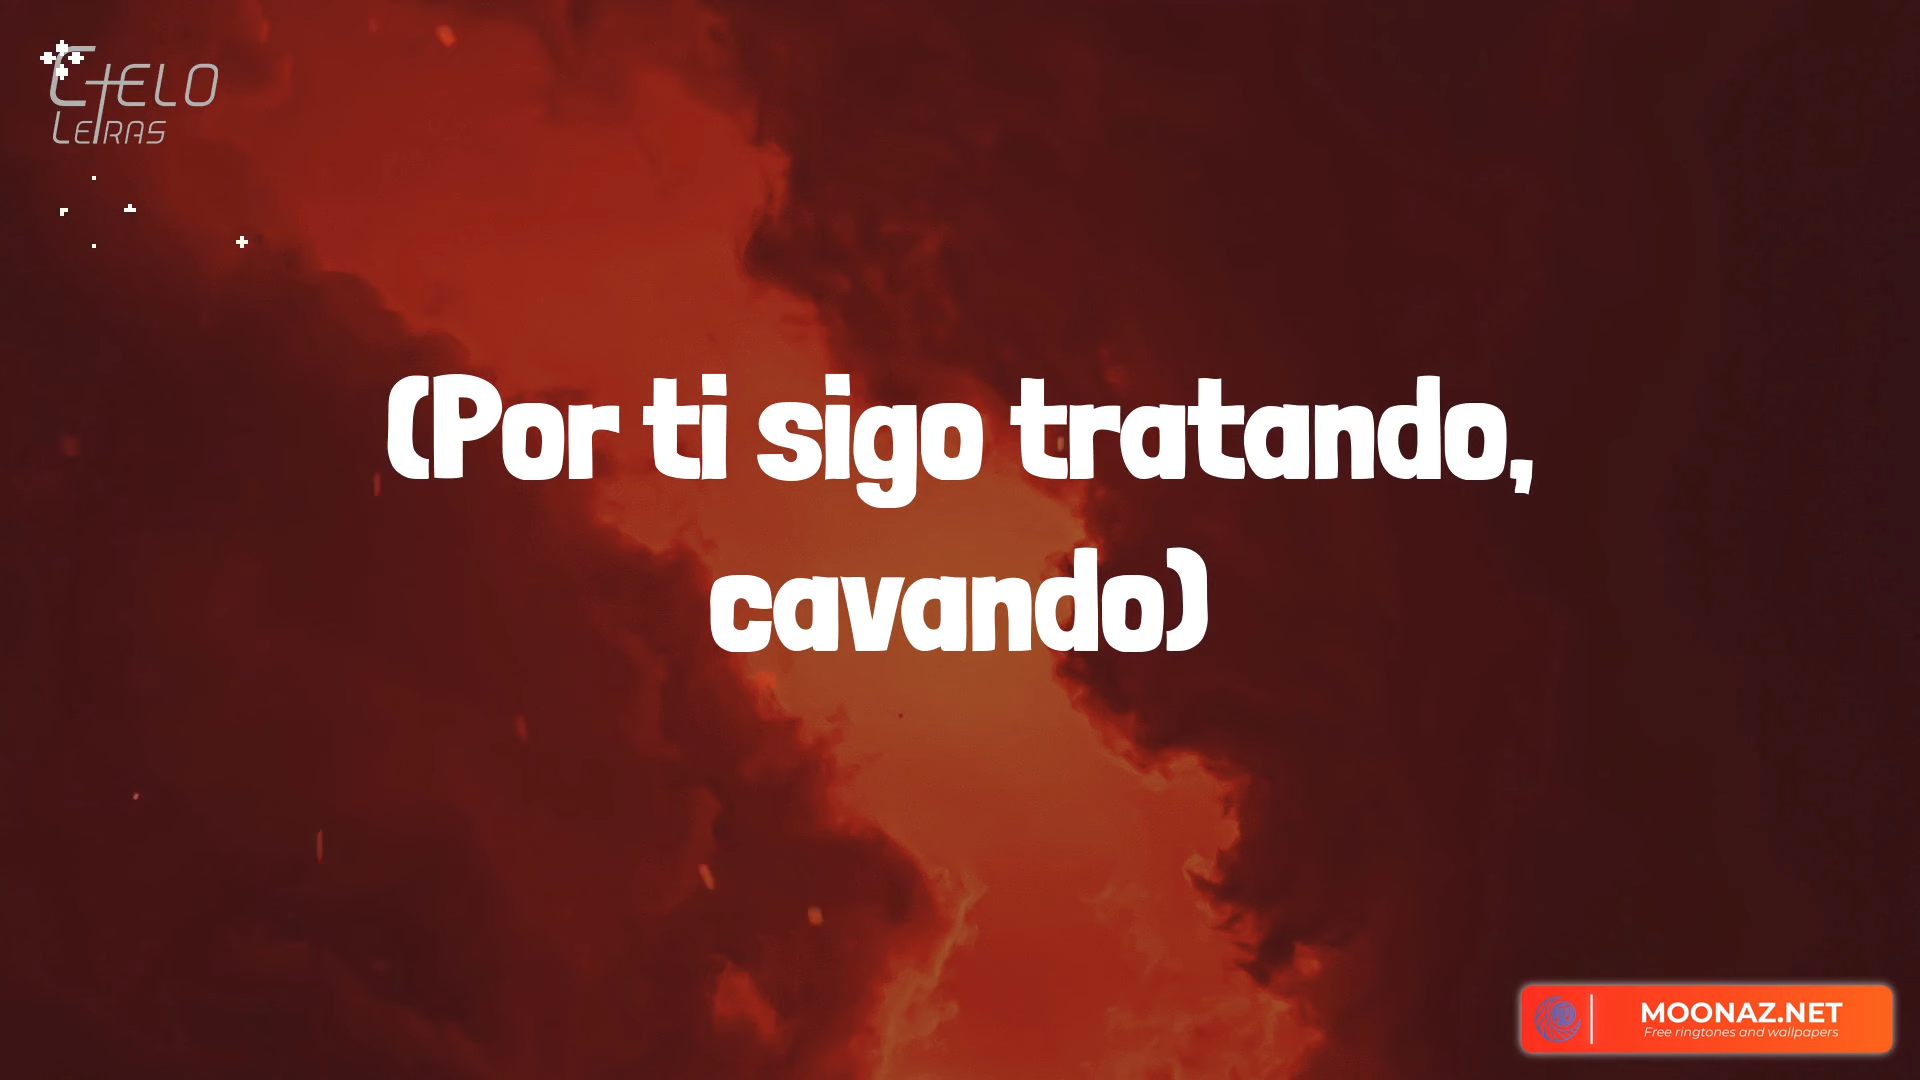 CIELO
LETRAS
(Por ti sigo tratando,
cavando)
MOONAZ.NET
Free ringtones and wallpapers